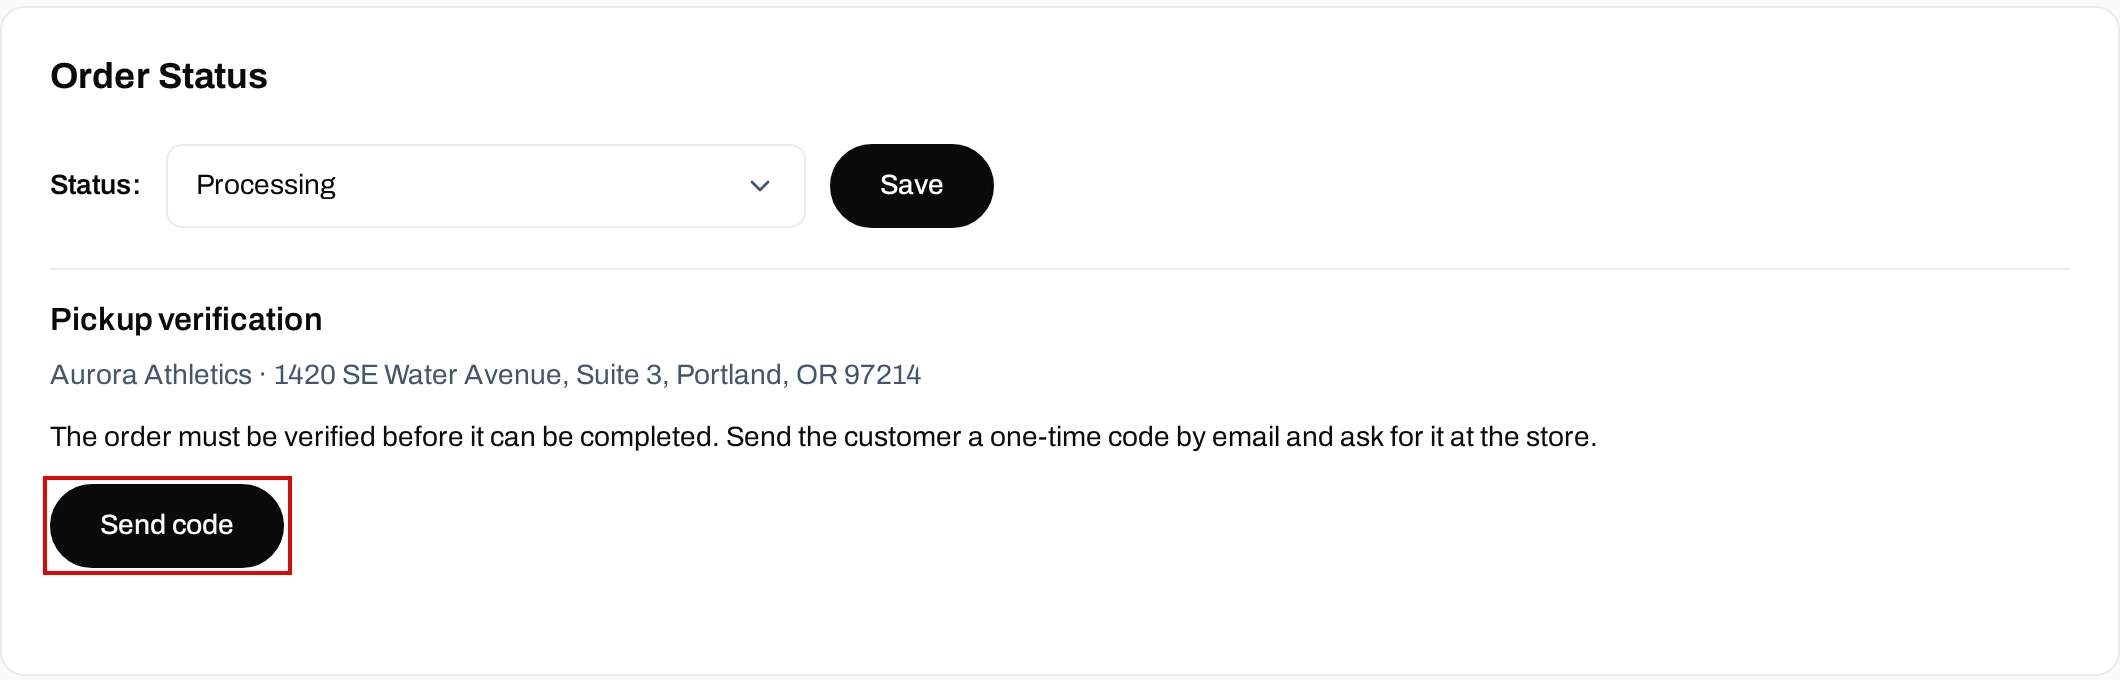 Order Status
Status: Processing Save
Pickup verification
Aurora Athletics · 1420 SE Water Avenue, Suite 3, Portland, OR 97214
The order must be verified before it can be completed. Send the customer a one-time code by email and ask for it at the store.
Send code